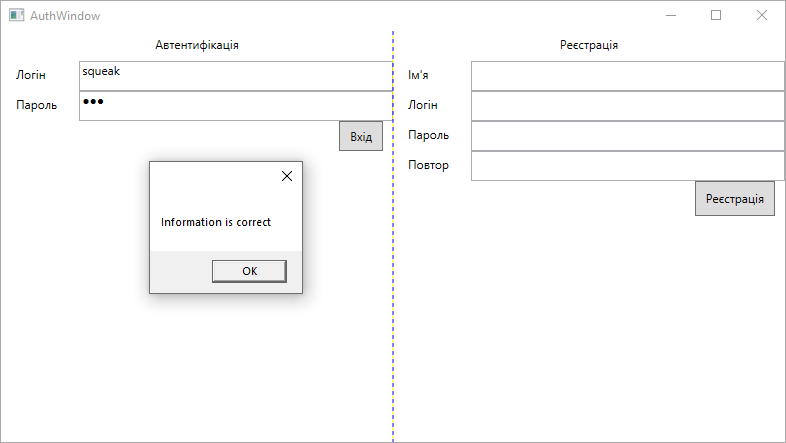 AuthWindow
Автентифікація
Логін
squeak
Пароль
●●●
Вхід
Information is correct
OK
Реєстрація
Ім'я
Логін
Пароль
Повтор
Реєстрація